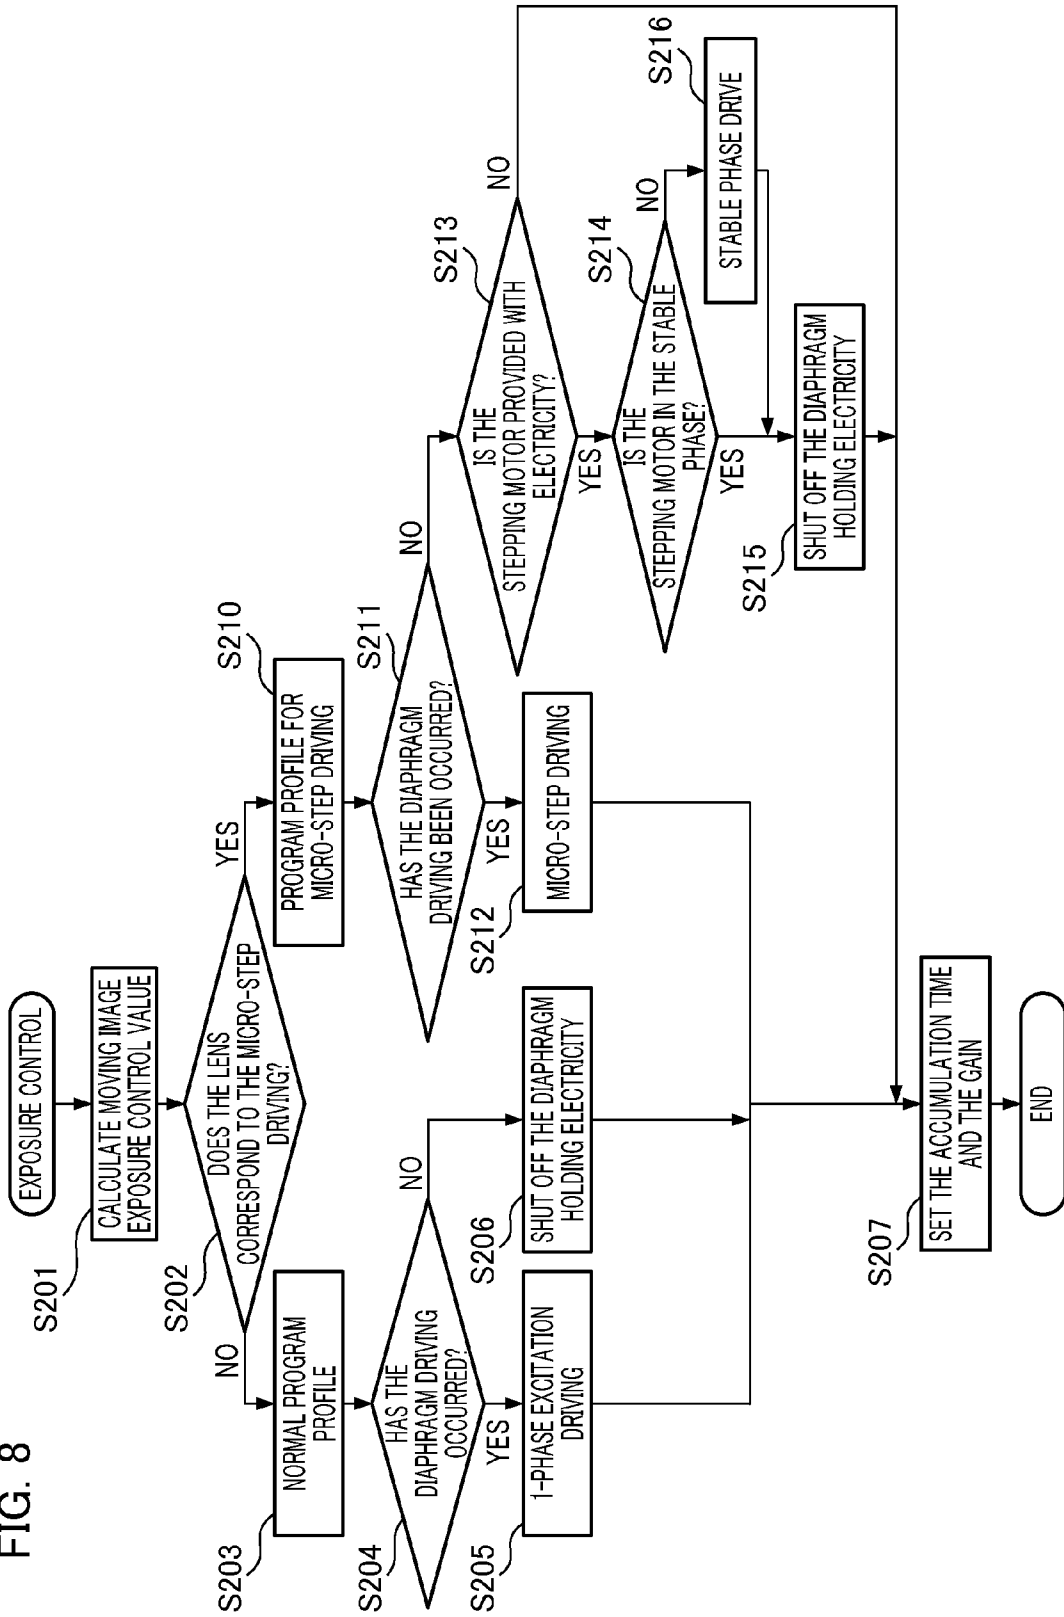 FIG. 8
EXPOSURE CONTROL
S201
CALCULATE MOVING IMAGE
EXPOSURE CONTROL VALUE
S202
DOES THE LENS
CORRESPOND TO THE MICRO-STEP
DRIVING?
NO
YES
S203
NORMAL PROGRAM
PROFILE
S204
HAS THE
DIAPHRAGM DRIVING
OCCURRED?
NO
YES
S205
1-PHASE EXCITATION
DRIVING
S206
SHUT OFF THE DIAPHRAGM
HOLDING ELECTRICITY
S210
PROGRAM PROFILE FOR
MICRO-STEP DRIVING
S211
HAS THE DIAPHRAGM
DRIVING BEEN OCCURRED?
NO
YES
S212
MICRO-STEP DRIVING
S213
IS THE
STEPPING MOTOR PROVIDED WITH
ELECTRICITY?
NO
YES
S214
IS THE
STEPPING MOTOR IN THE STABLE
PHASE?
NO
YES
S216
STABLE PHASE DRIVE
S215
SHUT OFF THE DIAPHRAGM
HOLDING ELECTRICITY
S207
SET THE ACCUMULATION TIME
AND THE GAIN
END